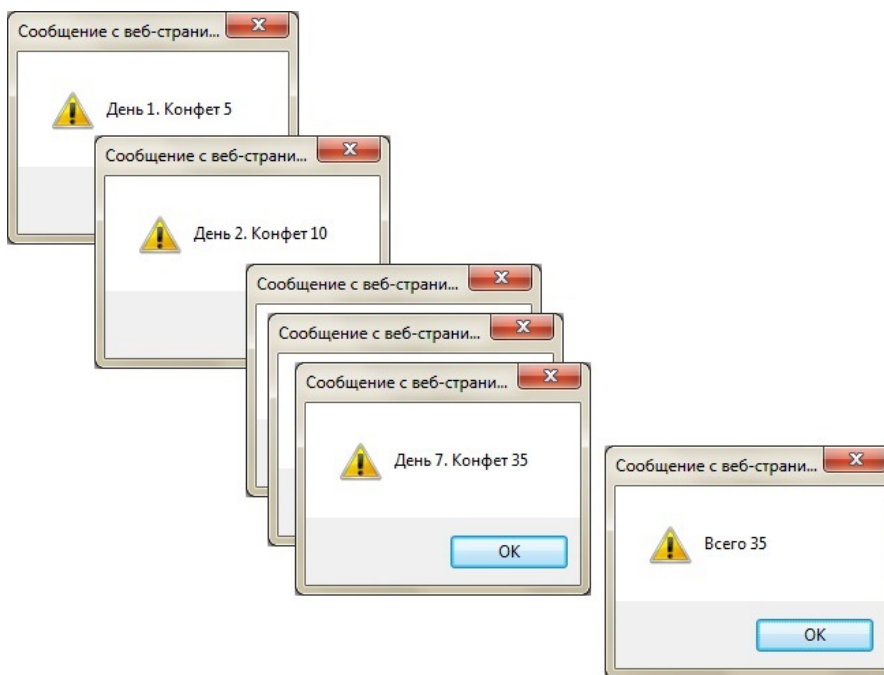 Сообщение с веб-страни...
День 1. Конфет 5
Сообщение с веб-страни...
День 2. Конфет 10
Сообщение с веб-страни...
Сообщение с веб-страни...
Сообщение с веб-страни...
День 7. Конфет 35
OK
Сообщение с веб-страни...
Всего 35
OK